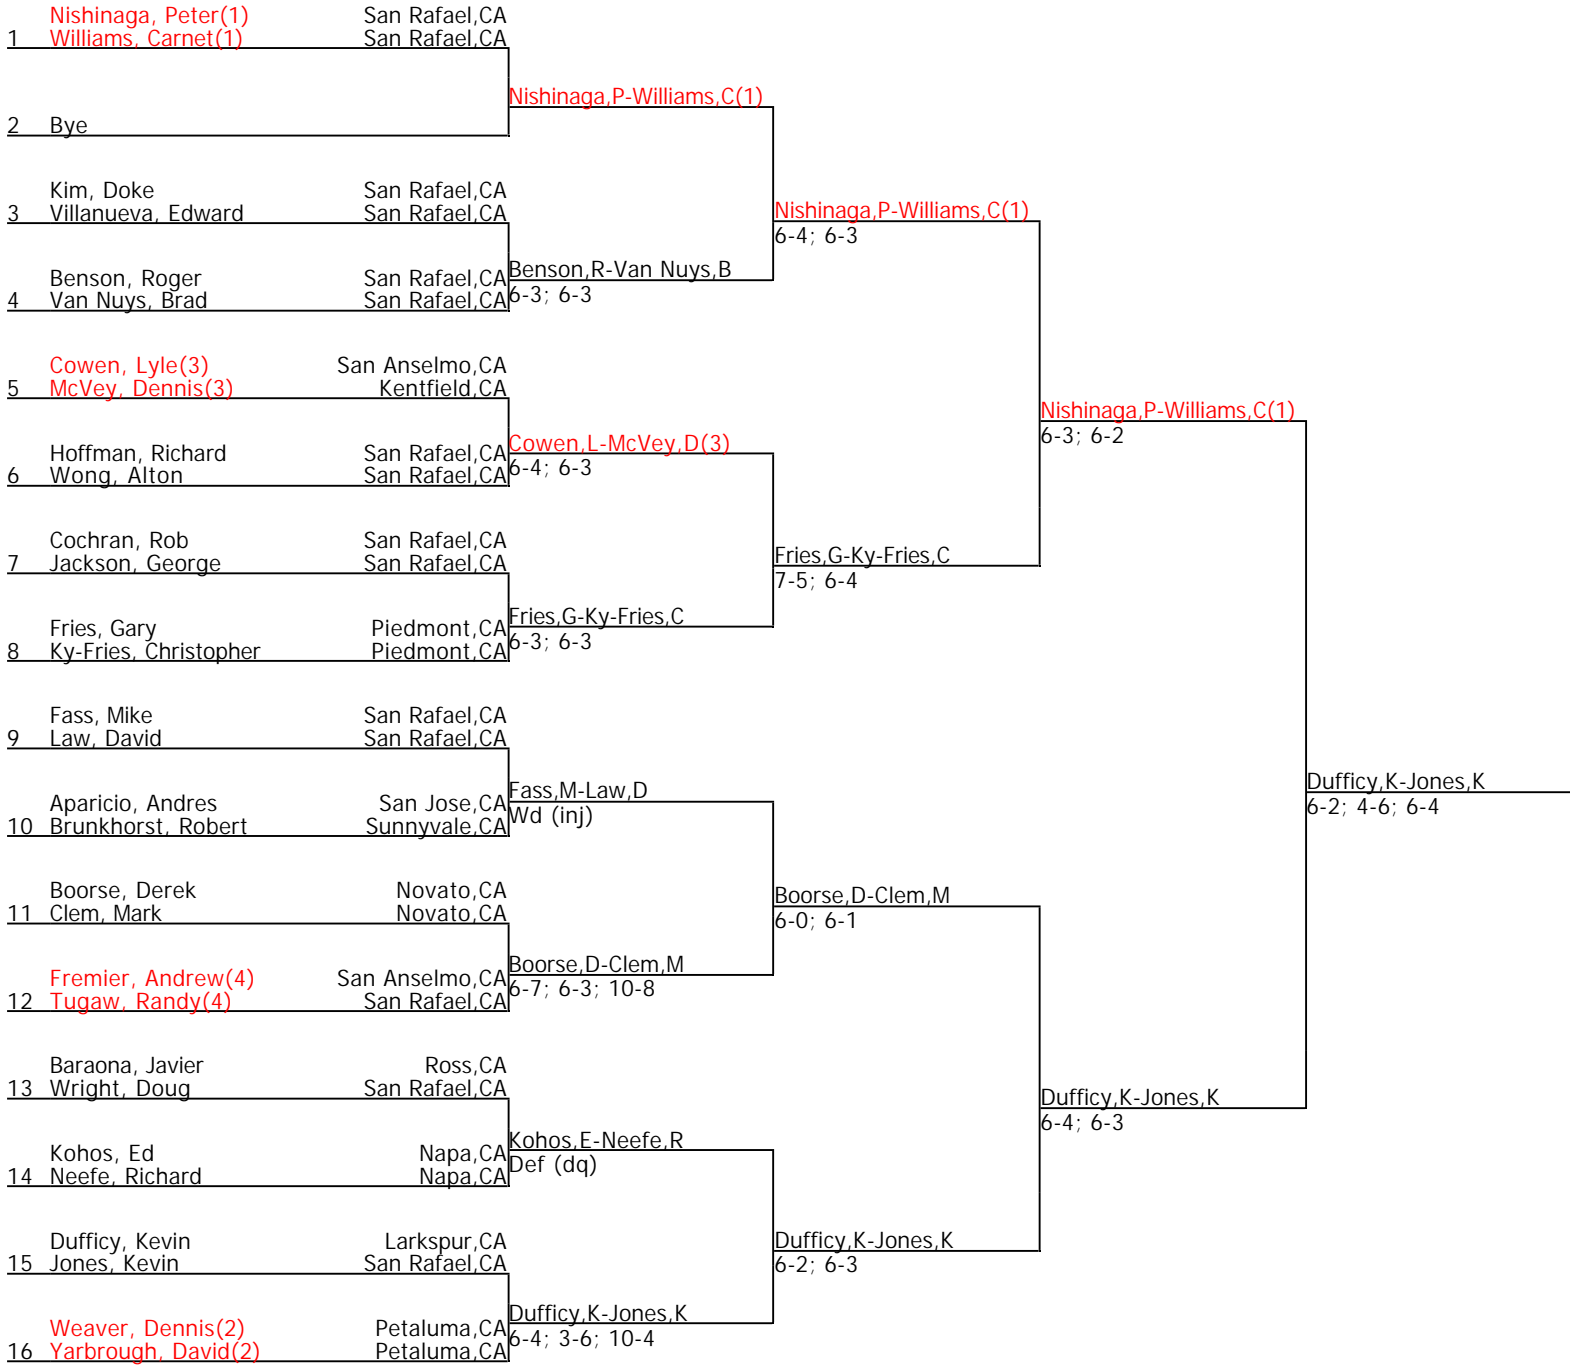 Nishinaga, Peter(1) San Rafael,CA
1 Williams, Carnet(1) San Rafael,CA
Nishinaga,P-Williams,C(1)
2 Bye
Kim, Doke San Rafael,CA
3 Villanueva, Edward San Rafael,CA
Nishinaga,P-Williams,C(1)
6-4; 6-3
Benson, Roger San Rafael,CA
4 Van Nuys, Brad San Rafael,CA
Benson,R-Van Nuys,B
6-3; 6-3
Cowen, Lyle(3) San Anselmo,CA
5 McVey, Dennis(3) Kentfield,CA
Nishinaga,P-Williams,C(1)
6-3; 6-2
Hoffman, Richard San Rafael,CA
6 Wong, Alton San Rafael,CA
Cowen,L-McVey,D(3)
6-4; 6-3
Cochran, Rob San Rafael,CA
7 Jackson, George San Rafael,CA
Fries,G-Ky-Fries,C
7-5; 6-4
Fries, Gary Piedmont,CA
8 Ky-Fries, Christopher Piedmont,CA
Fries,G-Ky-Fries,C
6-3; 6-3
Fass, Mike San Rafael,CA
9 Law, David San Rafael,CA
Dufficy,K-Jones,K
6-2; 4-6; 6-4
Aparicio, Andres San Jose,CA
10 Brunkhorst, Robert Sunnyvale,CA
Fass,M-Law,D
Wd (inj)
Boorse, Derek Novato,CA
11 Clem, Mark Novato,CA
Boorse,D-Clem,M
6-0; 6-1
Fremier, Andrew(4) San Anselmo,CA
12 Tugaw, Randy(4) San Rafael,CA
Boorse,D-Clem,M
6-7; 6-3; 10-8
Baraona, Javier Ross,CA
13 Wright, Doug San Rafael,CA
Dufficy,K-Jones,K
6-4; 6-3
Kohos, Ed Napa,CA
14 Neefe, Richard Napa,CA
Kohos,E-Neefe,R
Def (dq)
Dufficy, Kevin Larkspur,CA
15 Jones, Kevin San Rafael,CA
Dufficy,K-Jones,K
6-2; 6-3
Weaver, Dennis(2) Petaluma,CA
16 Yarbrough, David(2) Petaluma,CA
Dufficy,K-Jones,K
6-4; 3-6; 10-4